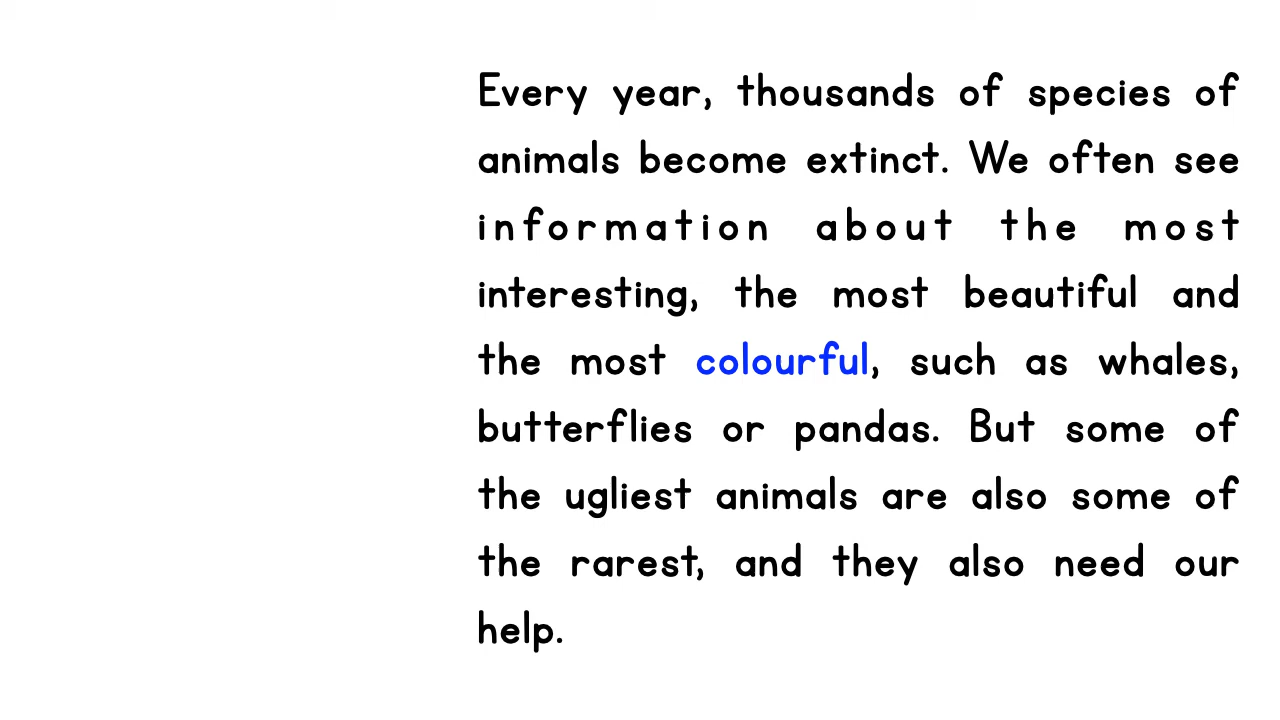 Every year, thousands of species of
animals become extinct. We often see
information about the most
interesting, the most beautiful and
the most colourful, such as whales,
butterflies or pandas. But some of
the ugliest animals are also some of
the rarest, and they also need our
help.